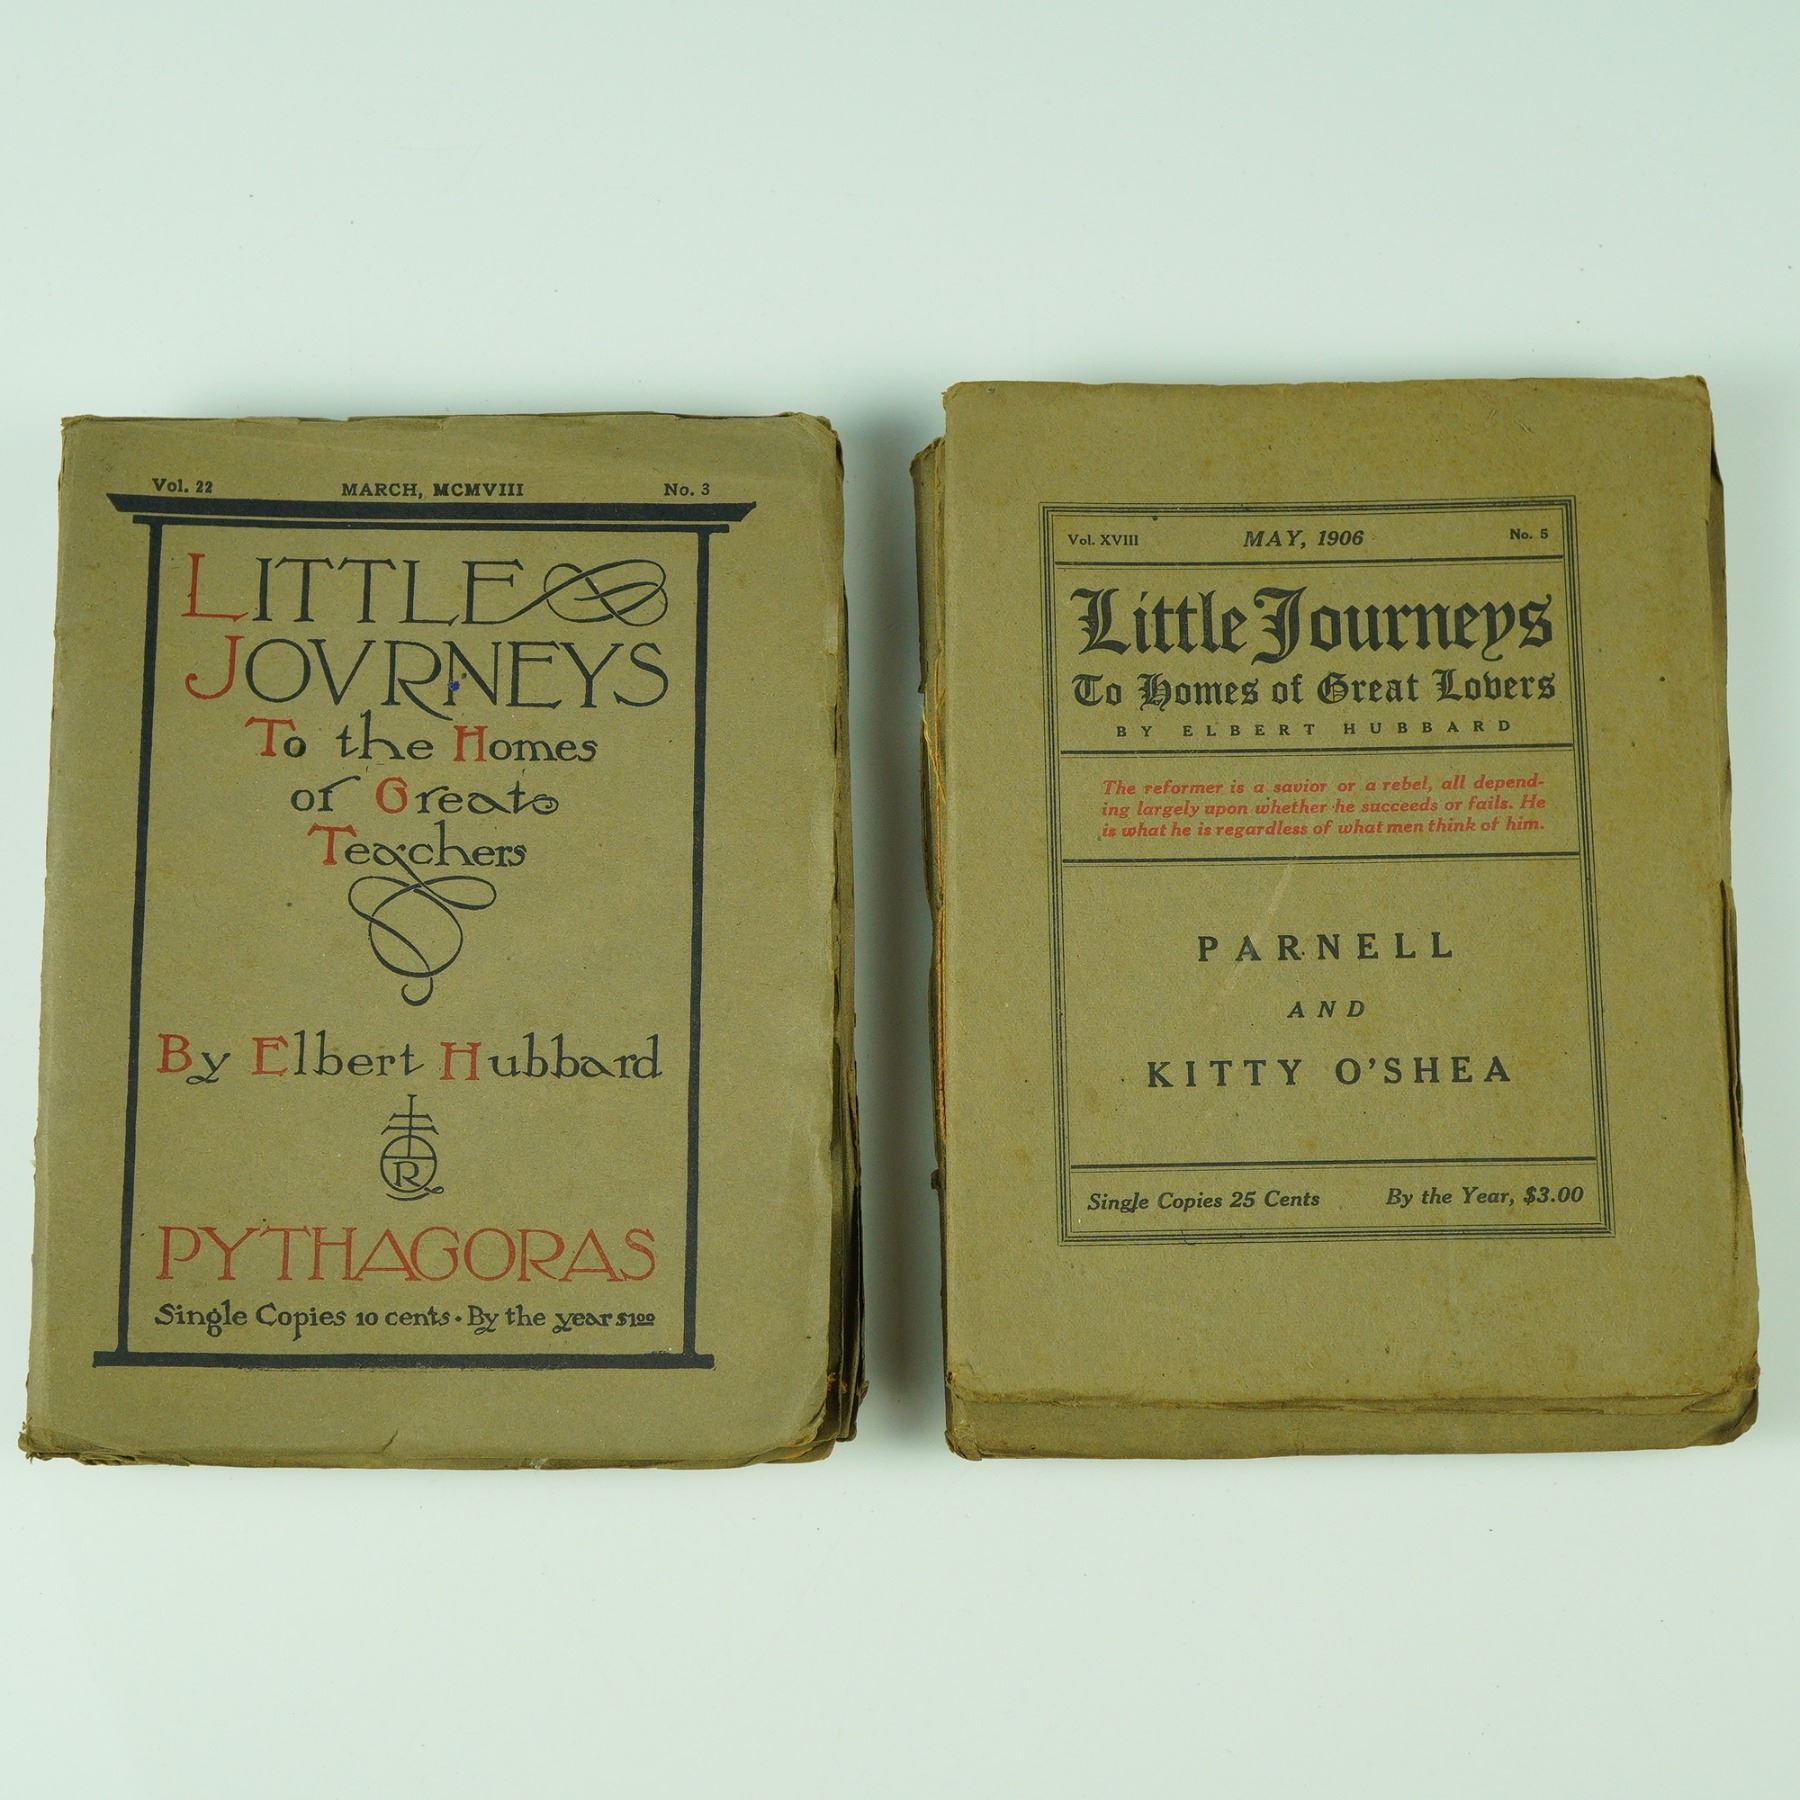 Vol. 22 MARCH, MCMVIII No. 3
LITTLE
JOVRNEYS
To the Homes
of Great
Teachers
By Elbert Hubbard
R
PYTHAGORAS
Single Copies 10 cents · By the year $1.00
Vol. XVIII MAY, 1906 No. 5
Little Journeys
To Homes of Great Lovers
BY ELBERT HUBBARD
The reformer is a savior or a rebel, all depend-
ing largely upon whether he succeeds or fails. He
is what he is regardless of what men think of him.
PARNELL
AND
KITTY O'SHEA
Single Copies 25 Cents By the Year, $3.00